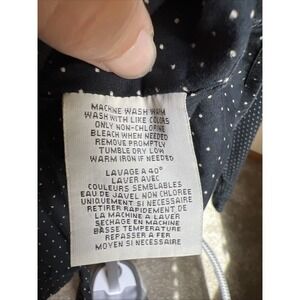 MACHINE WASH WARM
WASH WITH LIKE COLORS
ONLY NON-CHLORINE
BLEACH WHEN NEEDED
REMOVE PROMPTLY
TUMBLE DRY LOW
WARM IRON IF NEEDED
LAVAGE A 40°
LAVER AVEC
COULEURS SEMBLABLES
EAU DE JAVEL NON CHLOREE
UNIQUEMENT SI NECESSAIRE
RETIRER RAPIDEMENT DE
LA MACHINE A LAVER
SECHAGE EN MACHINE
BASSE TEMPERATURE
REPASSER A FER
MOYEN SI NECESSAIRE